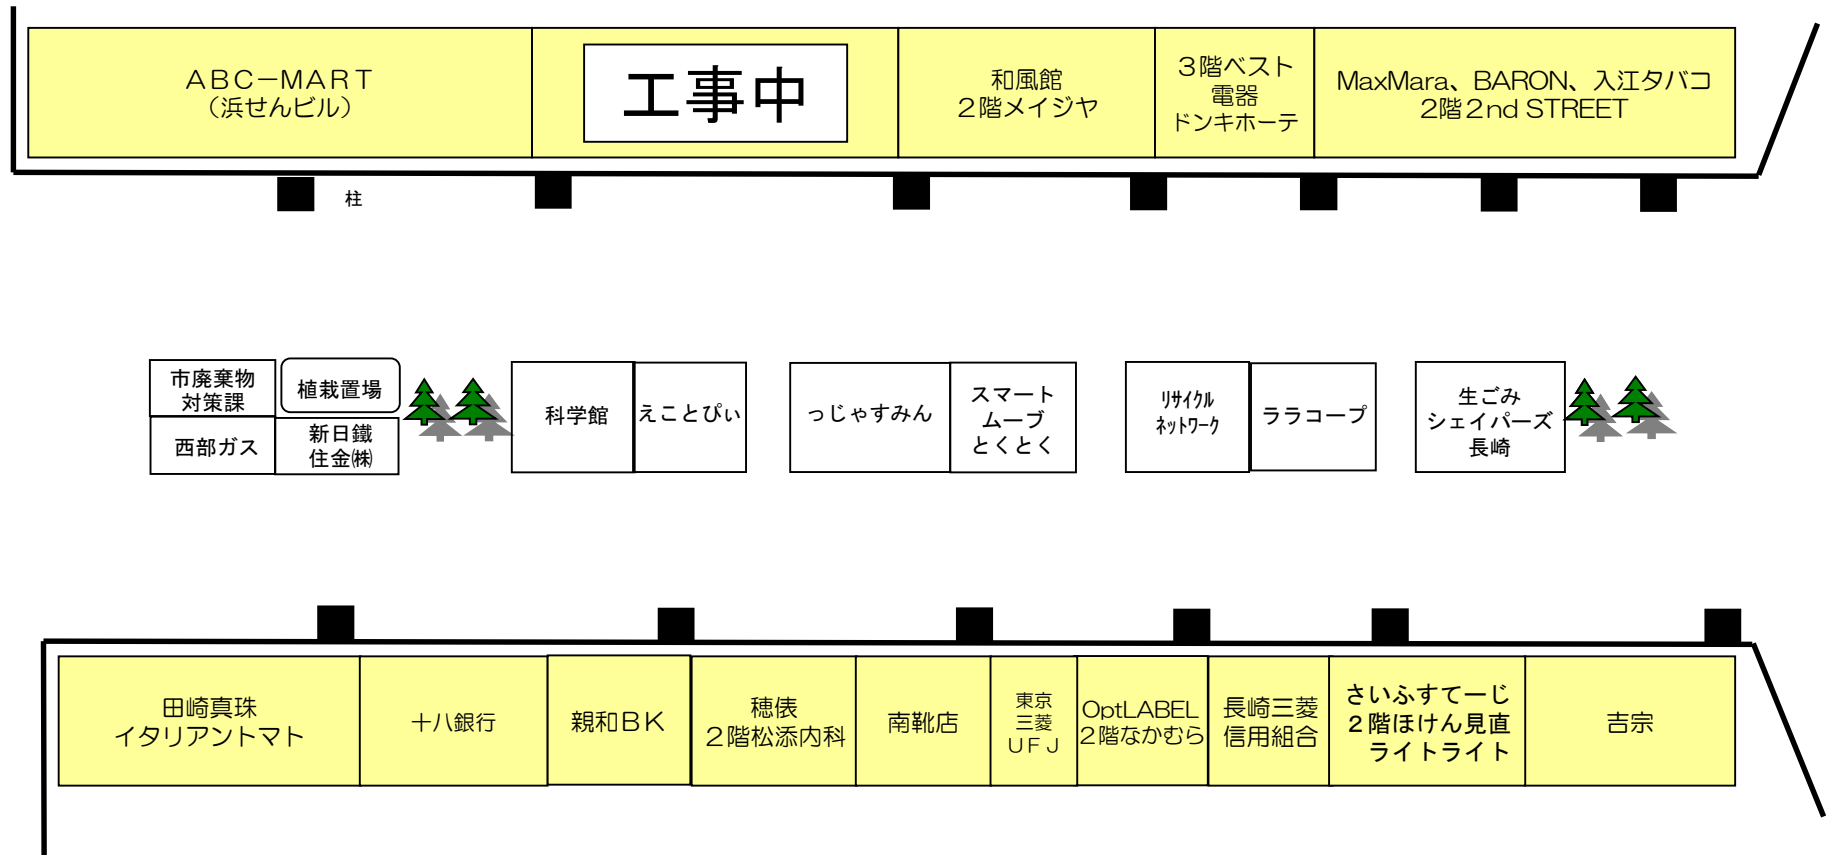 ABC-MART
（浜せんビル）
工事中
和風館
２階メイジヤ
３階ベスト
電器
ドンキホーテ
MaxMara、BARON、入江タバコ
2階２nd STREET
柱
市廃棄物
対策課
植栽置場
西部ガス
新日鐵
住金㈱
科学館
えことぴぃ
っじゃすみん
スマート
ムーブ
とくとく
ﾘｻｲｸﾙ
ﾈｯﾄﾜｰｸ
ララコープ
生ごみ
シェイパーズ
長崎
田崎真珠
イタリアントマト
十八銀行
親和ＢＫ
穂俵
２階松添内科
南靴店
東京
三菱
ＵＦＪ
OptLABEL
2階なかむら
長崎三菱
信用組合
さいふすてーじ
２階ほけん見直
ライトライト
吉宗